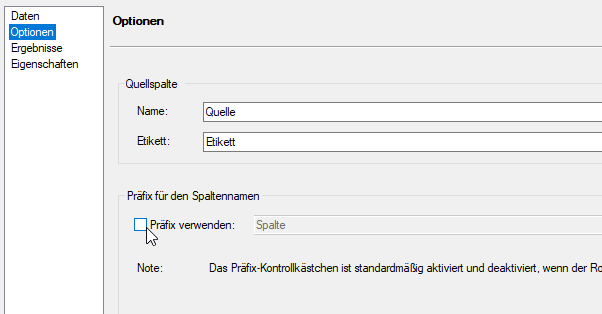 Daten
Optionen
Ergebnisse
Eigenschaften
Optionen
Quellspalte
Name: Quelle
Etikett: Etikett
Präfix für den Spaltennamen
Präfix verwenden: Spalte
Note: Das Präfix-Kontrollkästchen ist standardmäßig aktiviert und deaktiviert, wenn der Ro